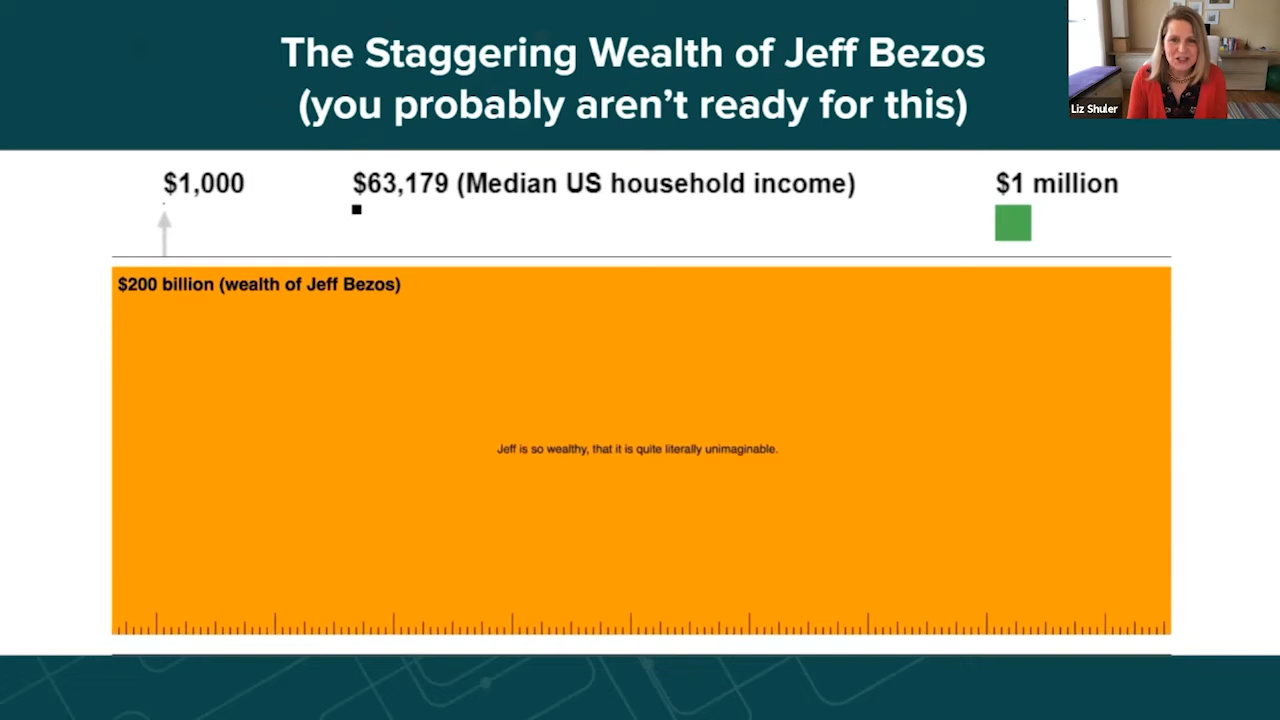 The Staggering Wealth of Jeff Bezos
(you probably aren’t ready for this)
Liz Shuler
$1,000
$63,179 (Median US household income)
$1 million
$200 billion (wealth of Jeff Bezos)
Jeff is so wealthy, that it is quite literally unimaginable.